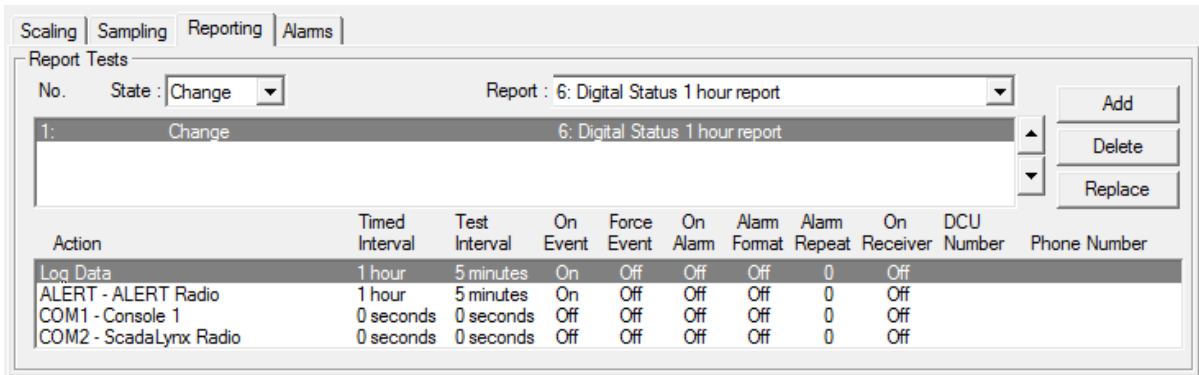 Scaling Sampling Reporting Alarms
Report Tests
No. State : Change Report : 6: Digital Status 1 hour report Add
1: Change 6: Digital Status 1 hour report
Delete
Replace
Timed Test On Force On Alarm Alarm On DCU
Action Interval Interval Event Event Alarm Format Repeat Receiver Number Phone Number
Log Data 1 hour 5 minutes On Off Off Off 0 Off
ALERT - ALERT Radio 1 hour 5 minutes On Off Off Off 0 Off
COM1 - Console 1 0 seconds 0 seconds Off Off Off Off 0 Off
COM2 - ScadaLynx Radio 0 seconds 0 seconds Off Off Off Off 0 Off